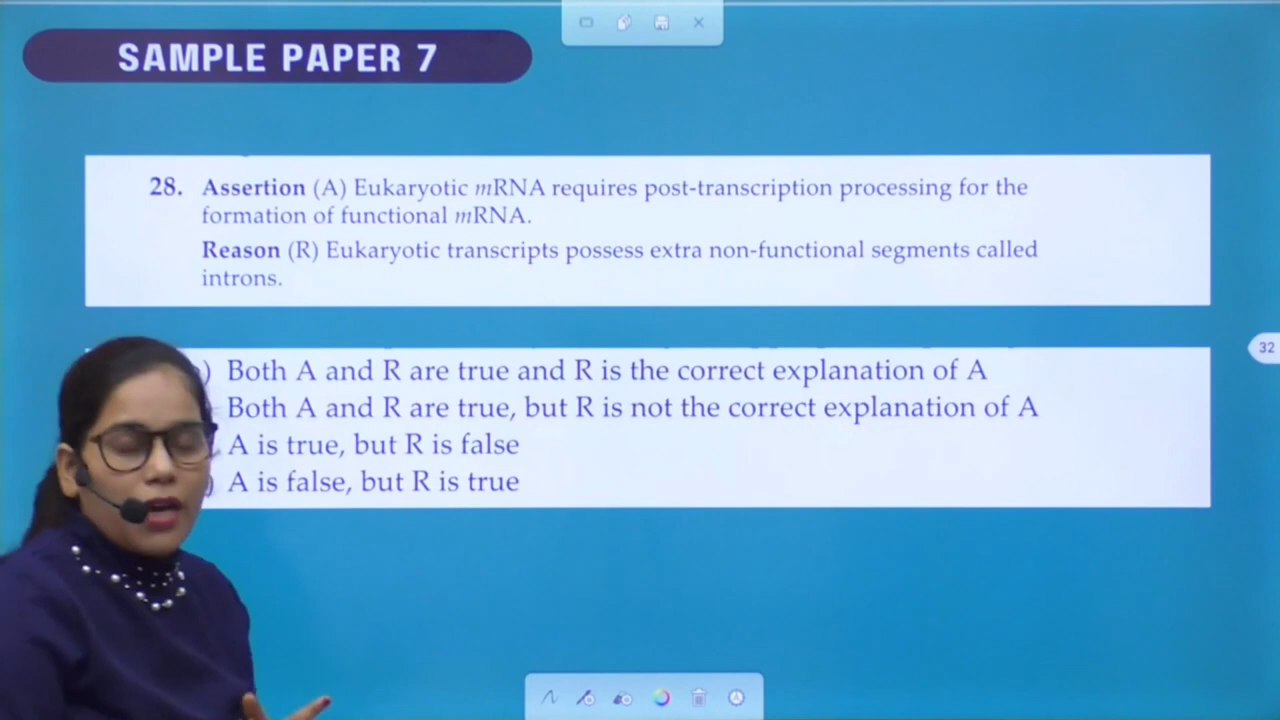 SAMPLE PAPER 7
28. Assertion (A) Eukaryotic mRNA requires post-transcription processing for the
formation of functional mRNA.
Reason (R) Eukaryotic transcripts possess extra non-functional segments called
introns.
32
) Both A and R are true and R is the correct explanation of A
Both A and R are true, but R is not the correct explanation of A
A is true, but R is false
) A is false, but R is true